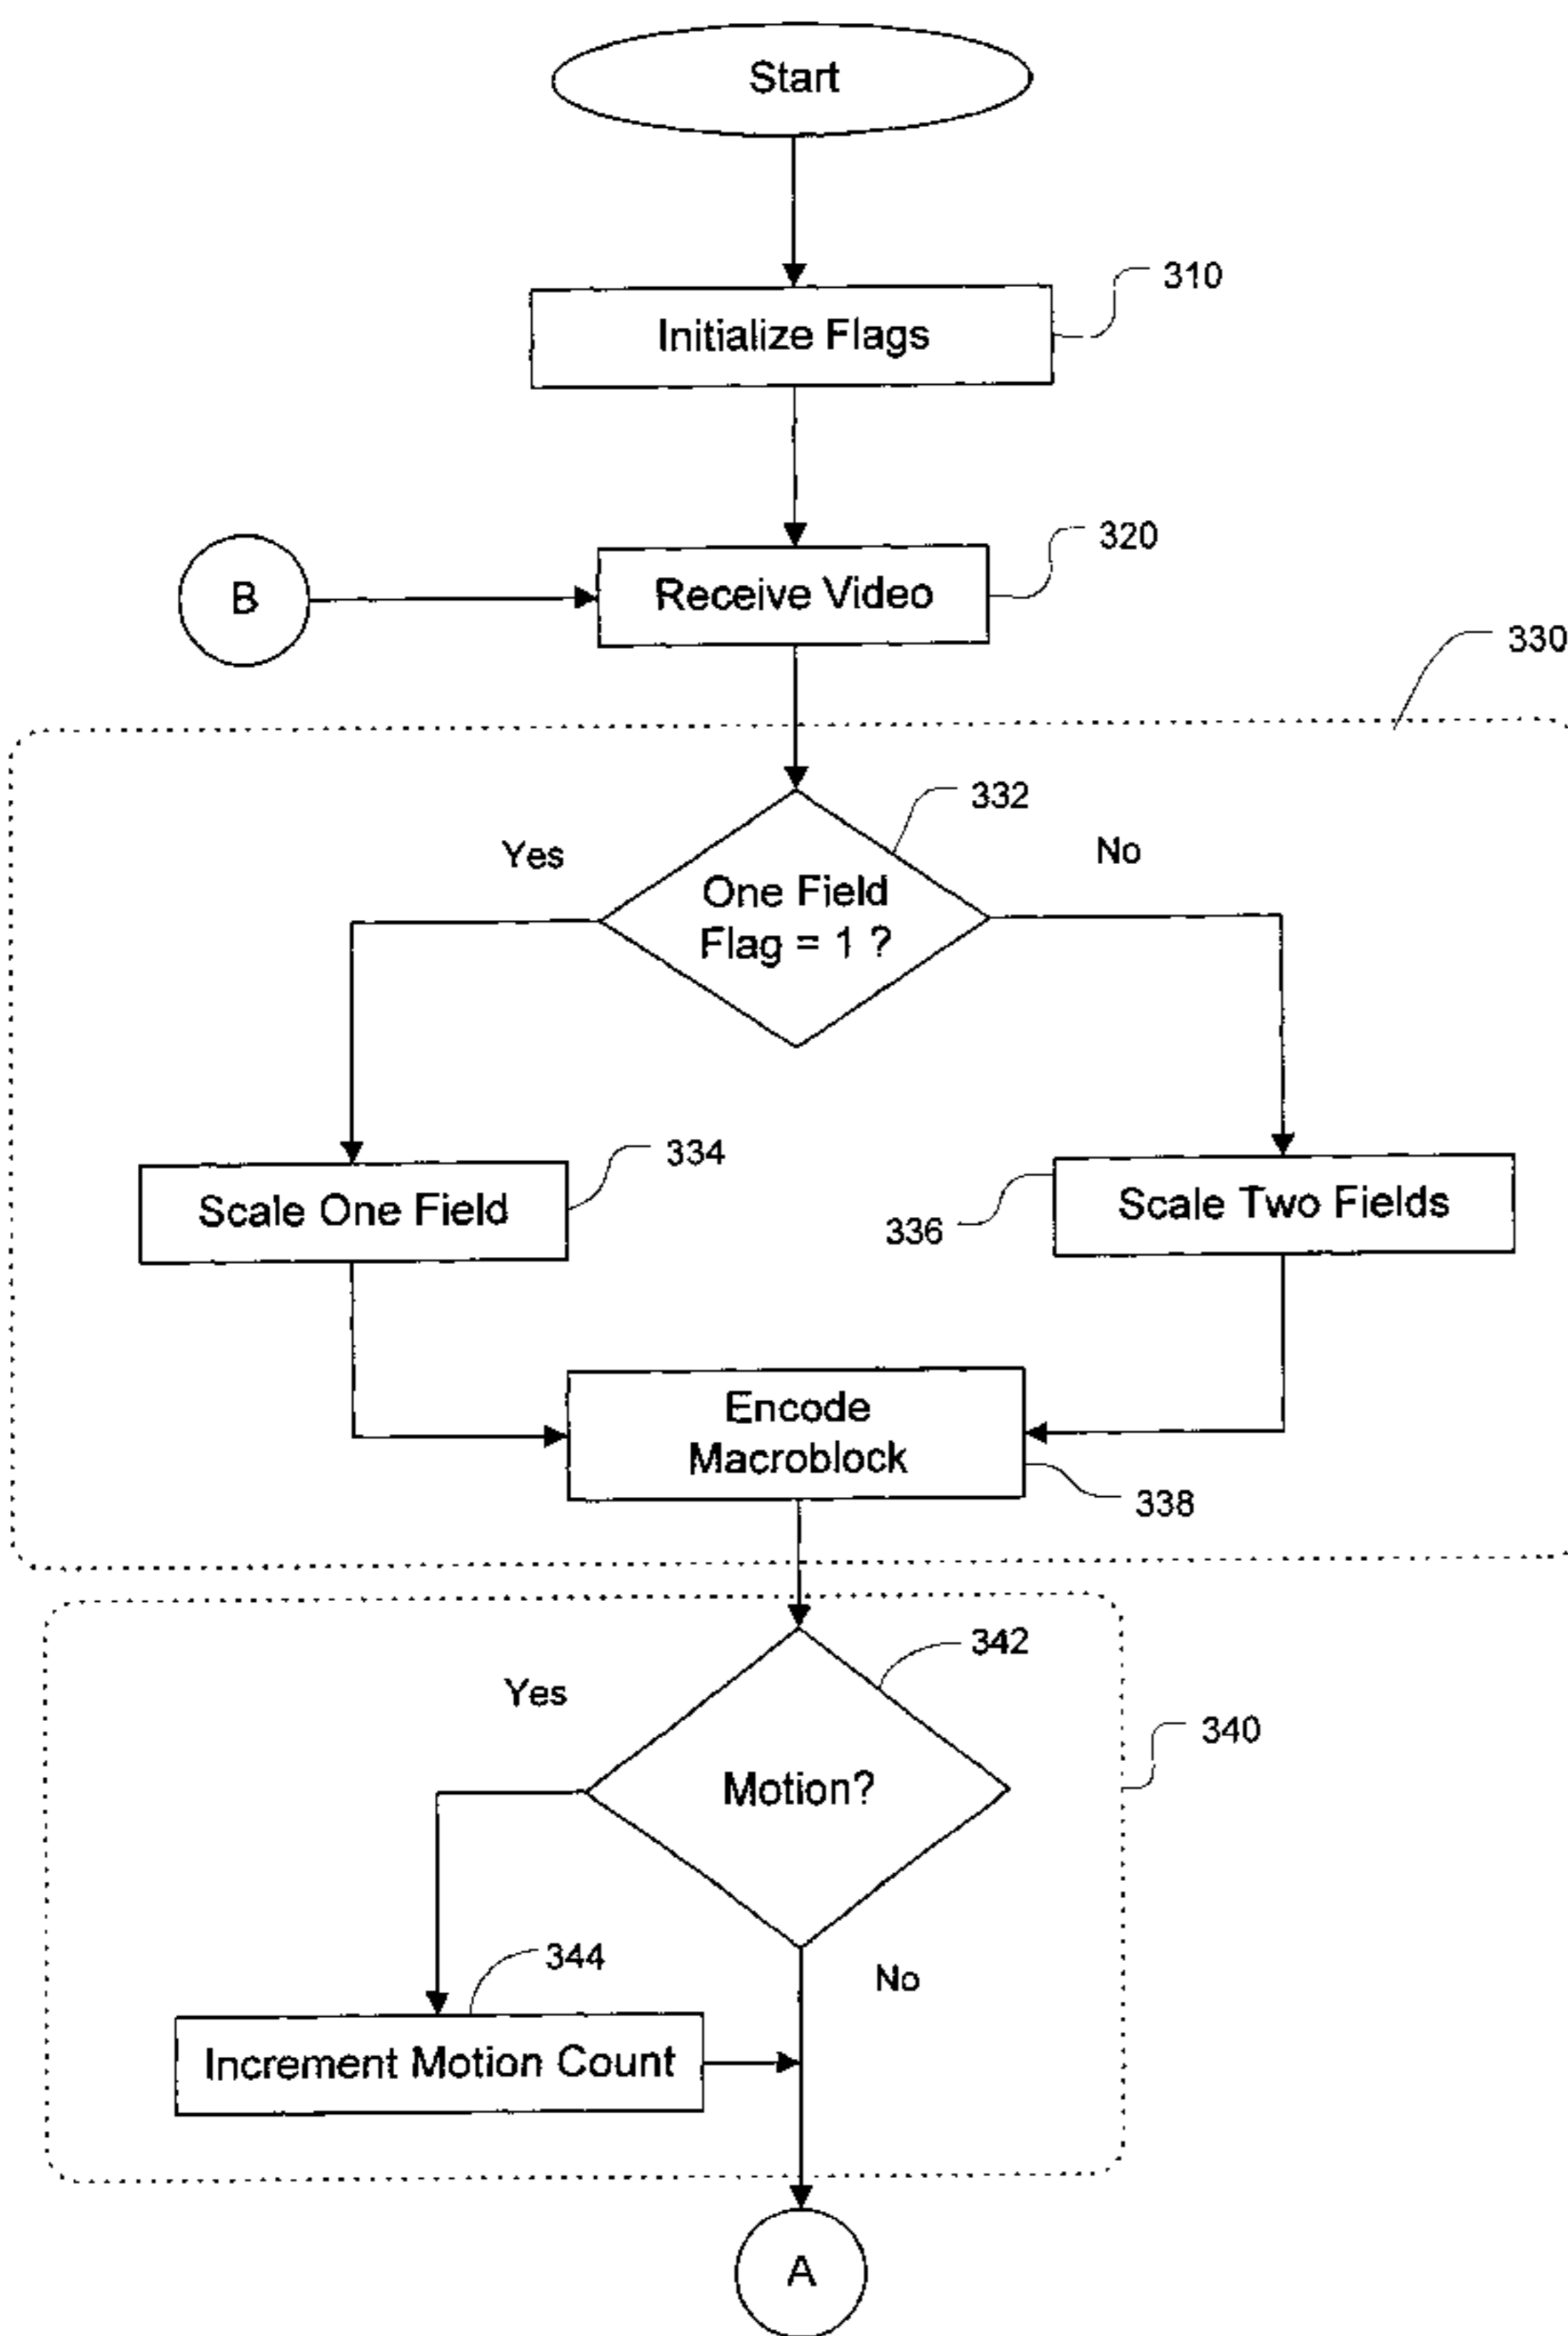 Start
310
Initialize Flags
320
B
Receive Video
330
332
Yes
No
One Field
Flag = 1 ?
334
Scale One Field
336
Scale Two Fields
Encode
Macroblock
338
342
Yes
340
Motion?
344
No
Increment Motion Count
A